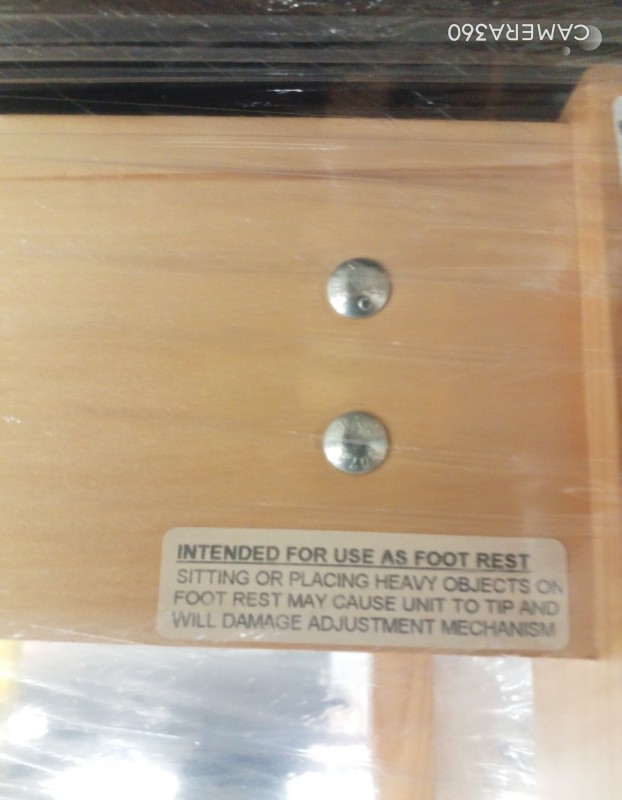 CAMERA360
INTENDED FOR USE AS FOOT REST
SITTING OR PLACING HEAVY OBJECTS ON
FOOT REST MAY CAUSE UNIT TO TIP AND
WILL DAMAGE ADJUSTMENT MECHANISM